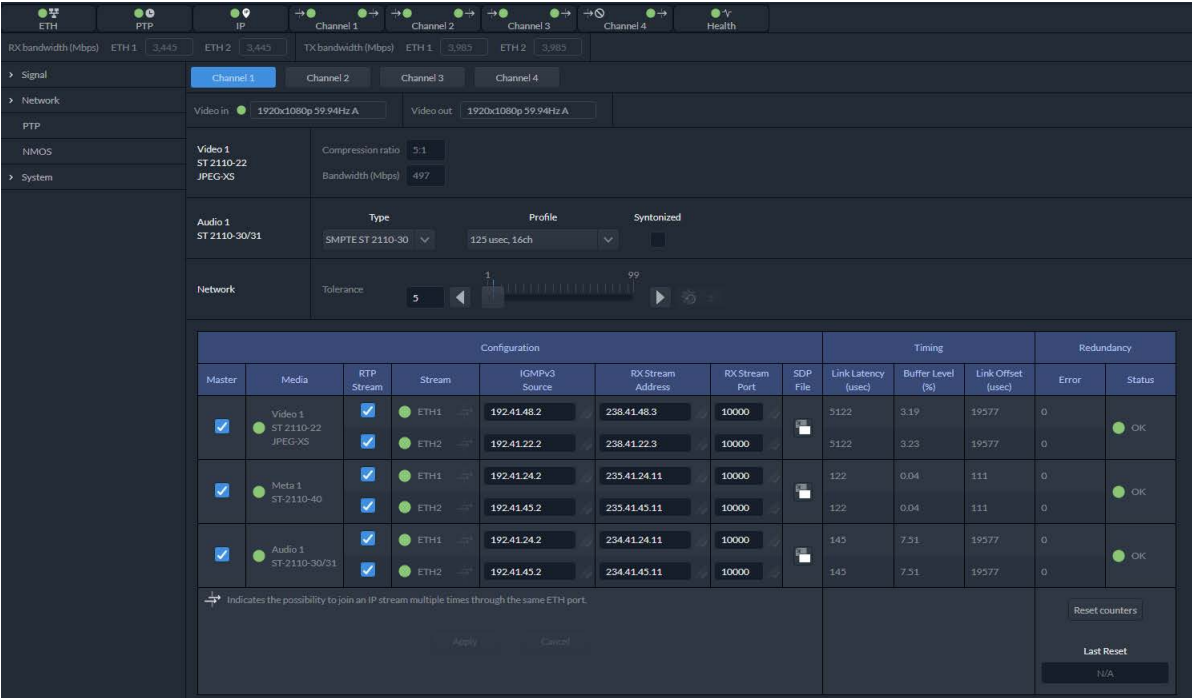 ETH PTP IP Channel 1 Channel 2 Channel 3 Channel 4 Health
RX bandwidth (Mbps) ETH 1 3,445 ETH 2 3,445 TX bandwidth (Mbps) ETH 1 3,985 ETH 2 3,985
Signal
Network
PTP
NMOS
System
Channel 1 Channel 2 Channel 3 Channel 4
Video in 1920x1080p 59.94Hz A Video out 1920x1080p 59.94Hz A
Video 1
ST 2110-22
JPEG-XS
Compression ratio 5:1
Bandwidth (Mbps) 497
Audio 1
ST 2110-30/31
Type Profile Syntonized
SMPTE ST 2110-30 125 usec, 16ch
Network Tolerance 5 1 99
Configuration Timing Redundancy
Master Media RTP Stream Stream IGMPv3 Source RX Stream Address RX Stream Port SDP File Link Latency (usec) Buffer Level (%) Link Offset (usec) Error Status
Video 1
ST 2110-22
JPEG-XS
ETH1 192.41.48.2 238.41.48.3 10000 5122 3.19 19577 0
OK
ETH2 192.41.22.2 238.41.22.3 10000 5122 3.23 19577 0
Meta 1
ST-2110-40
ETH1 192.41.24.2 235.41.24.11 10000 122 0.04 111 0
OK
ETH2 192.41.45.2 235.41.45.11 10000 122 0.04 111 0
Audio 1
ST-2110-30/31
ETH1 192.41.24.2 234.41.24.11 10000 145 7.51 19577 0
OK
ETH2 192.41.45.2 234.41.45.11 10000 145 7.51 19577 0
Indicates the possibility to join an IP stream multiple times through the same ETH port.
Apply Cancel
Reset counters
Last Reset
N/A